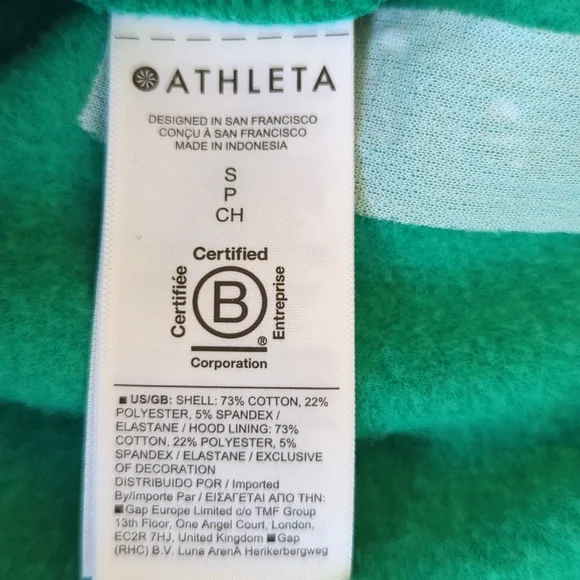 ATHLETA
DESIGNED IN SAN FRANCISCO
CONÇU À SAN FRANCISCO
MADE IN INDONESIA
S
P
CH
Certified
Certifiée
B
Entreprise
®
Corporation
■ US/GB: SHELL: 73% COTTON, 22%
POLYESTER, 5% SPANDEX /
ELASTANE / HOOD LINING: 73%
COTTON, 22% POLYESTER, 5%
SPANDEX / ELASTANE / EXCLUSIVE
OF DECORATION
DISTRIBUIDO POR / Imported
By/Importe Par / ΕΙΣΑΓΕΤΑΙ ΑΠΟ ΤΗΝ:
■Gap Europe Limited c/o TMF Group
13th Floor, One Angel Court, London,
EC2R 7HJ, United Kingdom ■Gap
(RHC) B.V. Luna ArenA Herikerbergweg